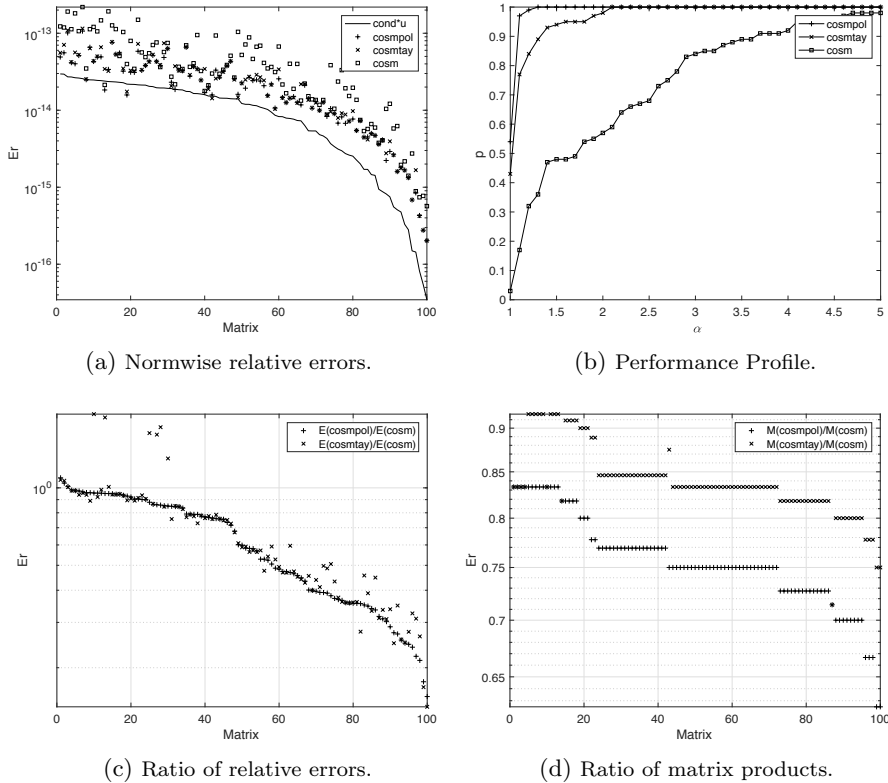 10^-13
10^-14
10^-15
10^-16
Er
0 20 40 60 80 100
Matrix
cond*u
cosmpol
cosmtay
cosm
(a) Normwise relative errors.
1
0.9
0.8
0.7
0.6
0.5
0.4
0.3
0.2
0.1
0
p
1 1.5 2 2.5 3 3.5 4 4.5 5
α
cosmpol
cosmtay
cosm
(b) Performance Profile.
10^0
Er
0 20 40 60 80 100
Matrix
E(cosmpol)/E(cosm)
E(cosmtay)/E(cosm)
(c) Ratio of relative errors.
0.9
0.85
0.8
0.75
0.7
0.65
Er
0 20 40 60 80 100
Matrix
M(cosmpol)/M(cosm)
M(cosmtay)/M(cosm)
(d) Ratio of matrix products.